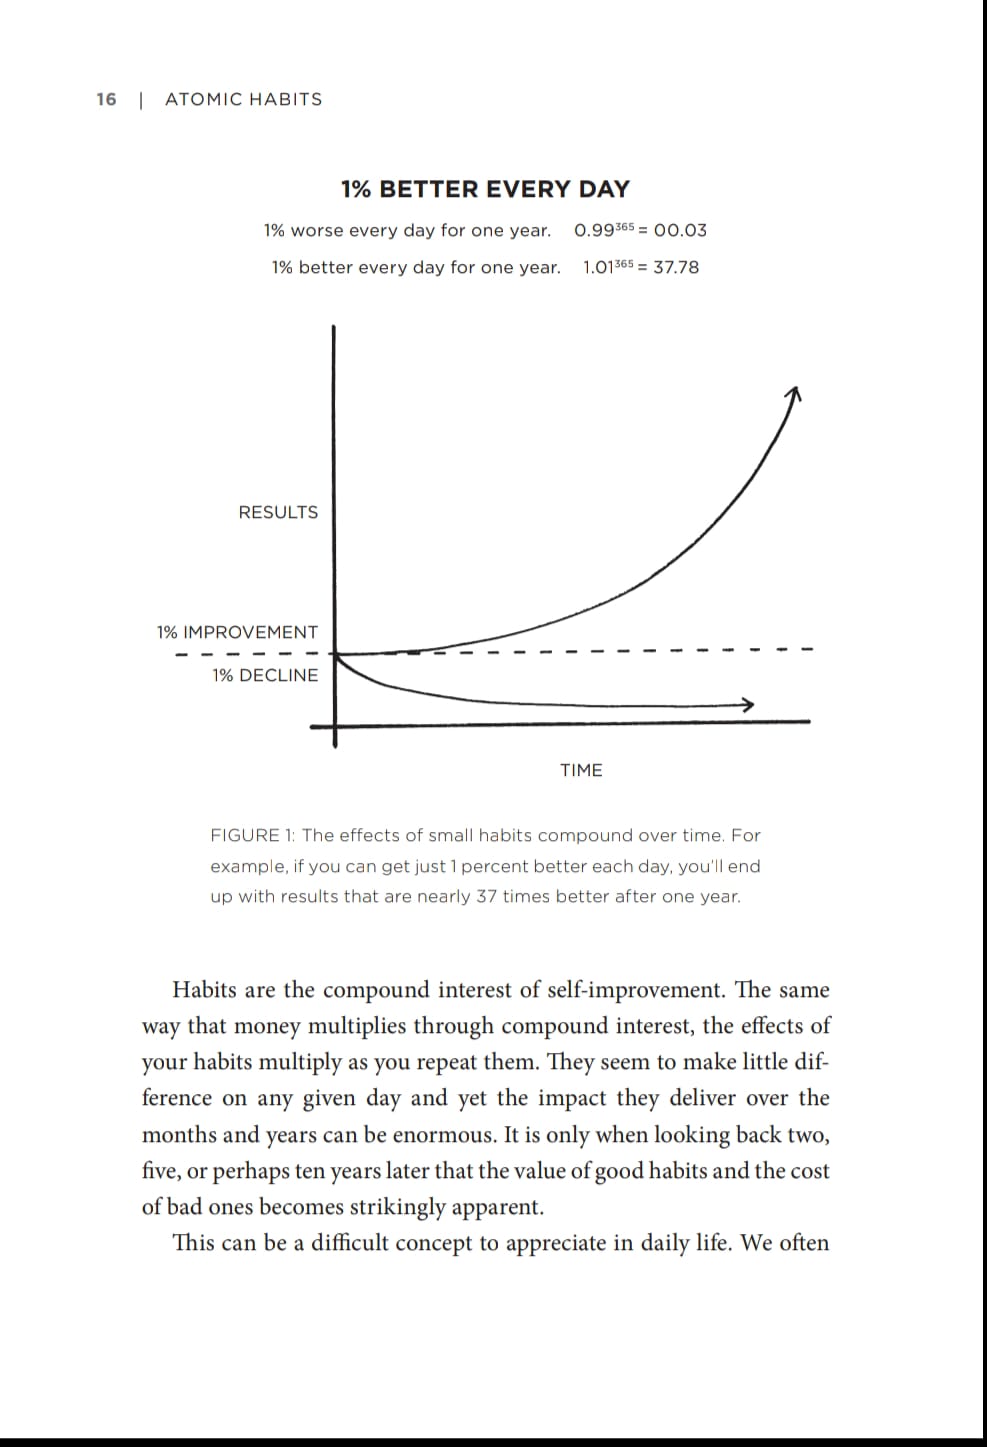 16 | ATOMIC HABITS
1% BETTER EVERY DAY
1% worse every day for one year. 0.99³⁶⁵ = 00.03
1% better every day for one year. 1.01³⁶⁵ = 37.78
RESULTS
1% IMPROVEMENT
1% DECLINE
TIME
FIGURE 1: The effects of small habits compound over time. For
example, if you can get just 1 percent better each day, you'll end
up with results that are nearly 37 times better after one year.
Habits are the compound interest of self-improvement. The same
way that money multiplies through compound interest, the effects of
your habits multiply as you repeat them. They seem to make little dif-
ference on any given day and yet the impact they deliver over the
months and years can be enormous. It is only when looking back two,
five, or perhaps ten years later that the value of good habits and the cost
of bad ones becomes strikingly apparent.
This can be a difficult concept to appreciate in daily life. We often